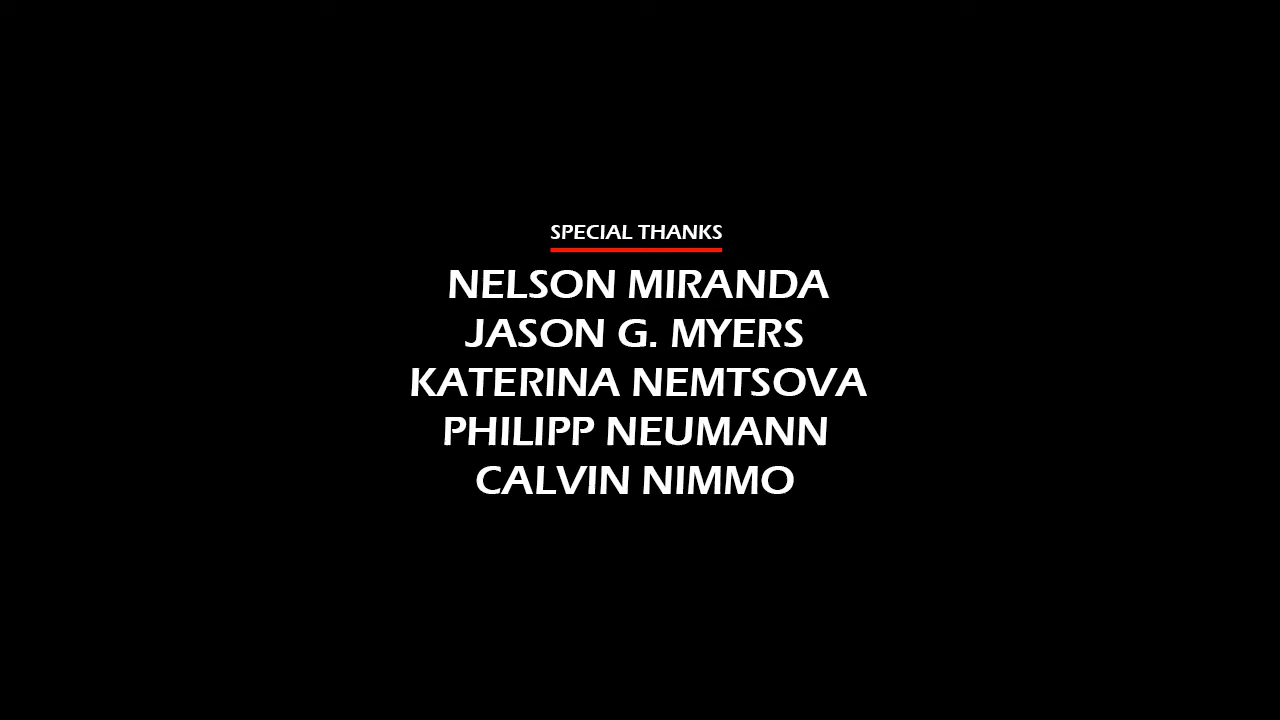 SPECIAL THANKS
NELSON MIRANDA
JASON G. MYERS
KATERINA NEMTSOVA
PHILIPP NEUMANN
CALVIN NIMMO